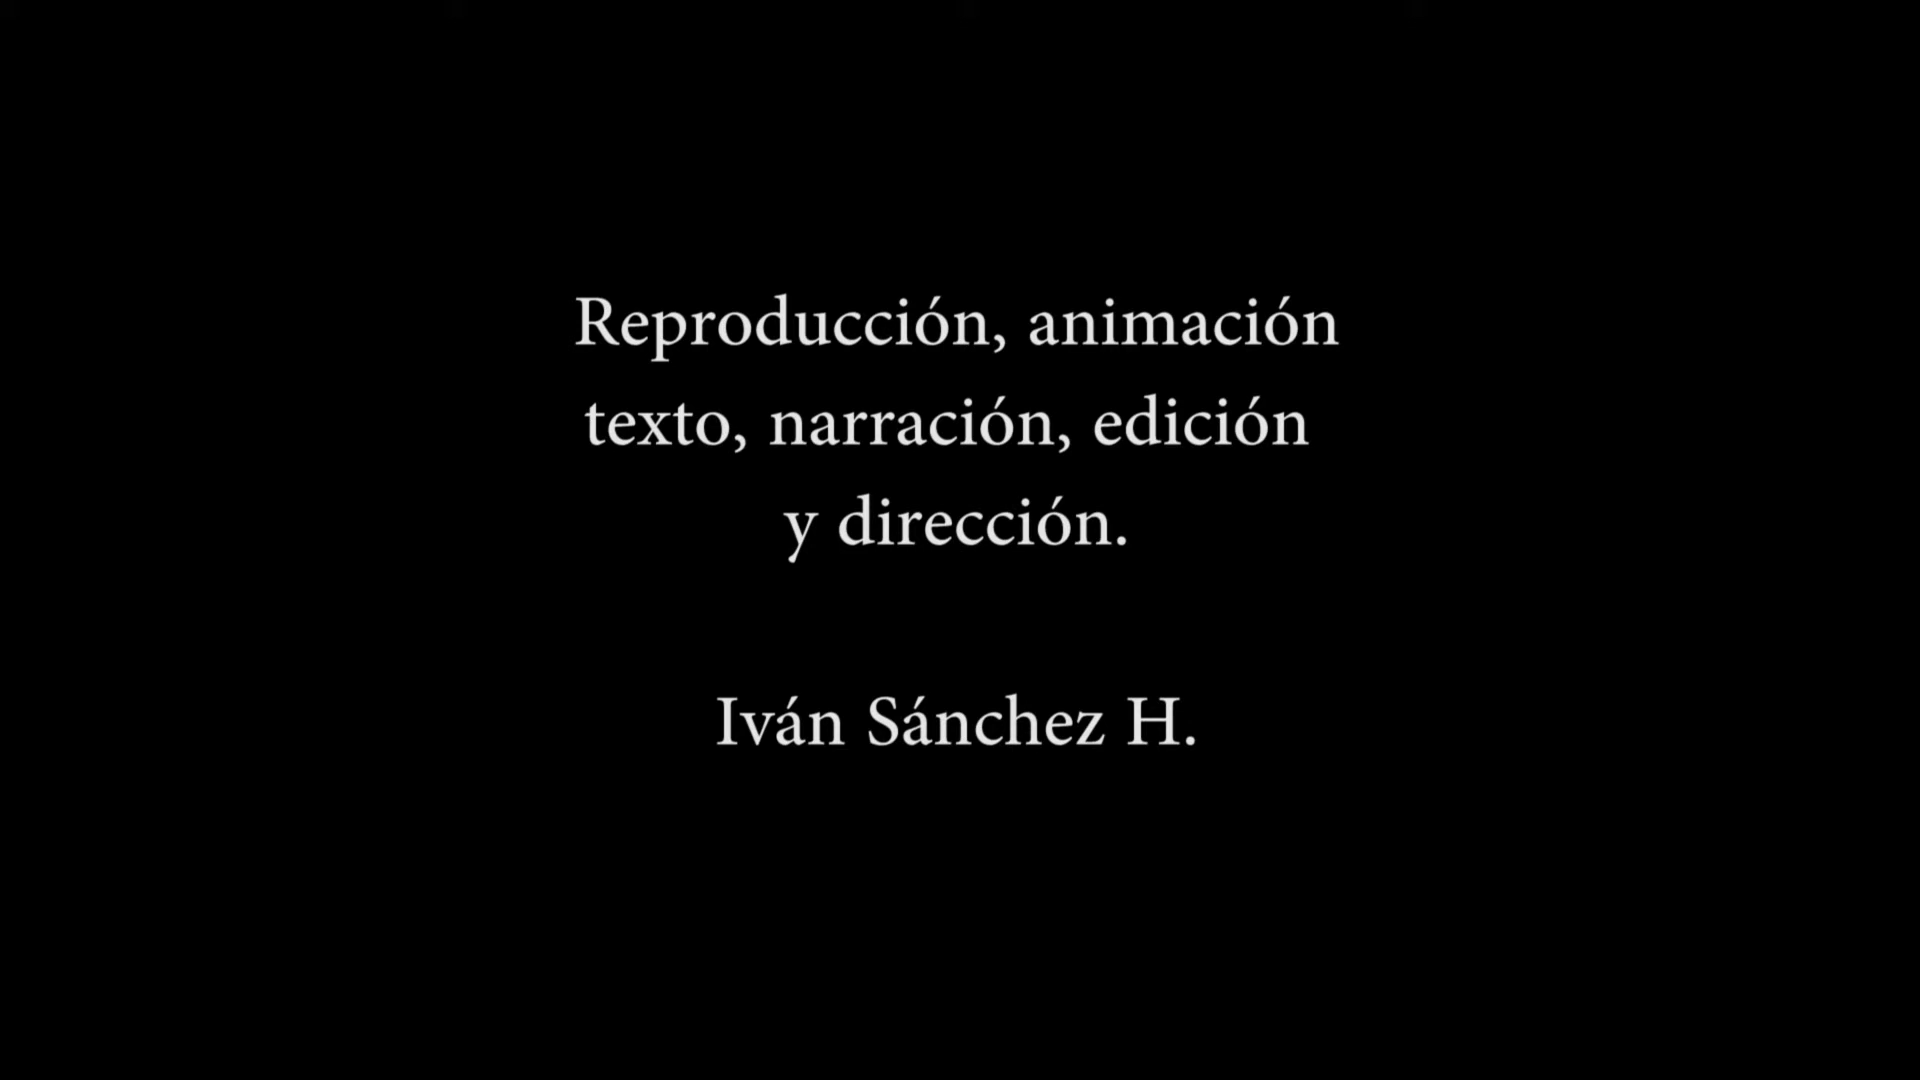 Reproducción, animación
texto, narración, edición
y dirección.
Iván Sánchez H.